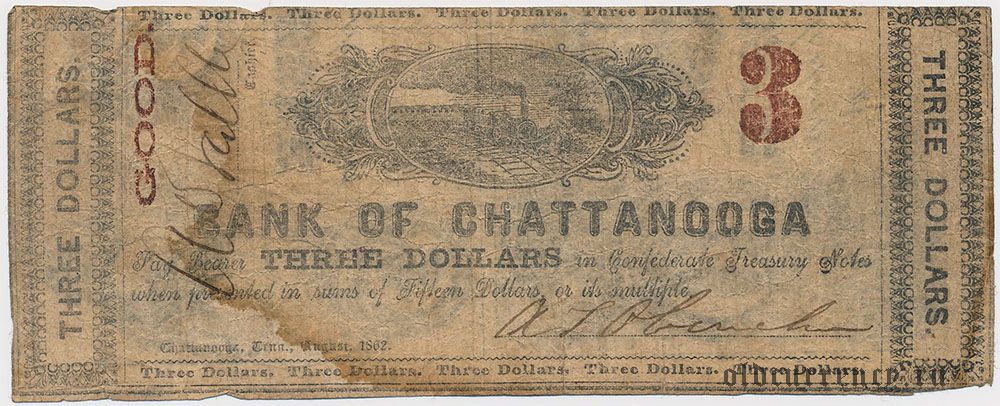 Three Dollars. Three Dollars. Three Dollars. Three Dollars. Three Dollars.
THREE DOLLARS.
GOOD.
Cashier.
3
BANK OF CHATTANOOGA
Pay Bearer THREE DOLLARS in Confederate Treasury Notes
when presented in sums of Fifteen Dollars, or its multiple.
Chattanooga, Tenn., August, 1862.
THREE DOLLARS.
Three Dollars. Three Dollars. Three Dollars. Three Dollars. Three Dollars.